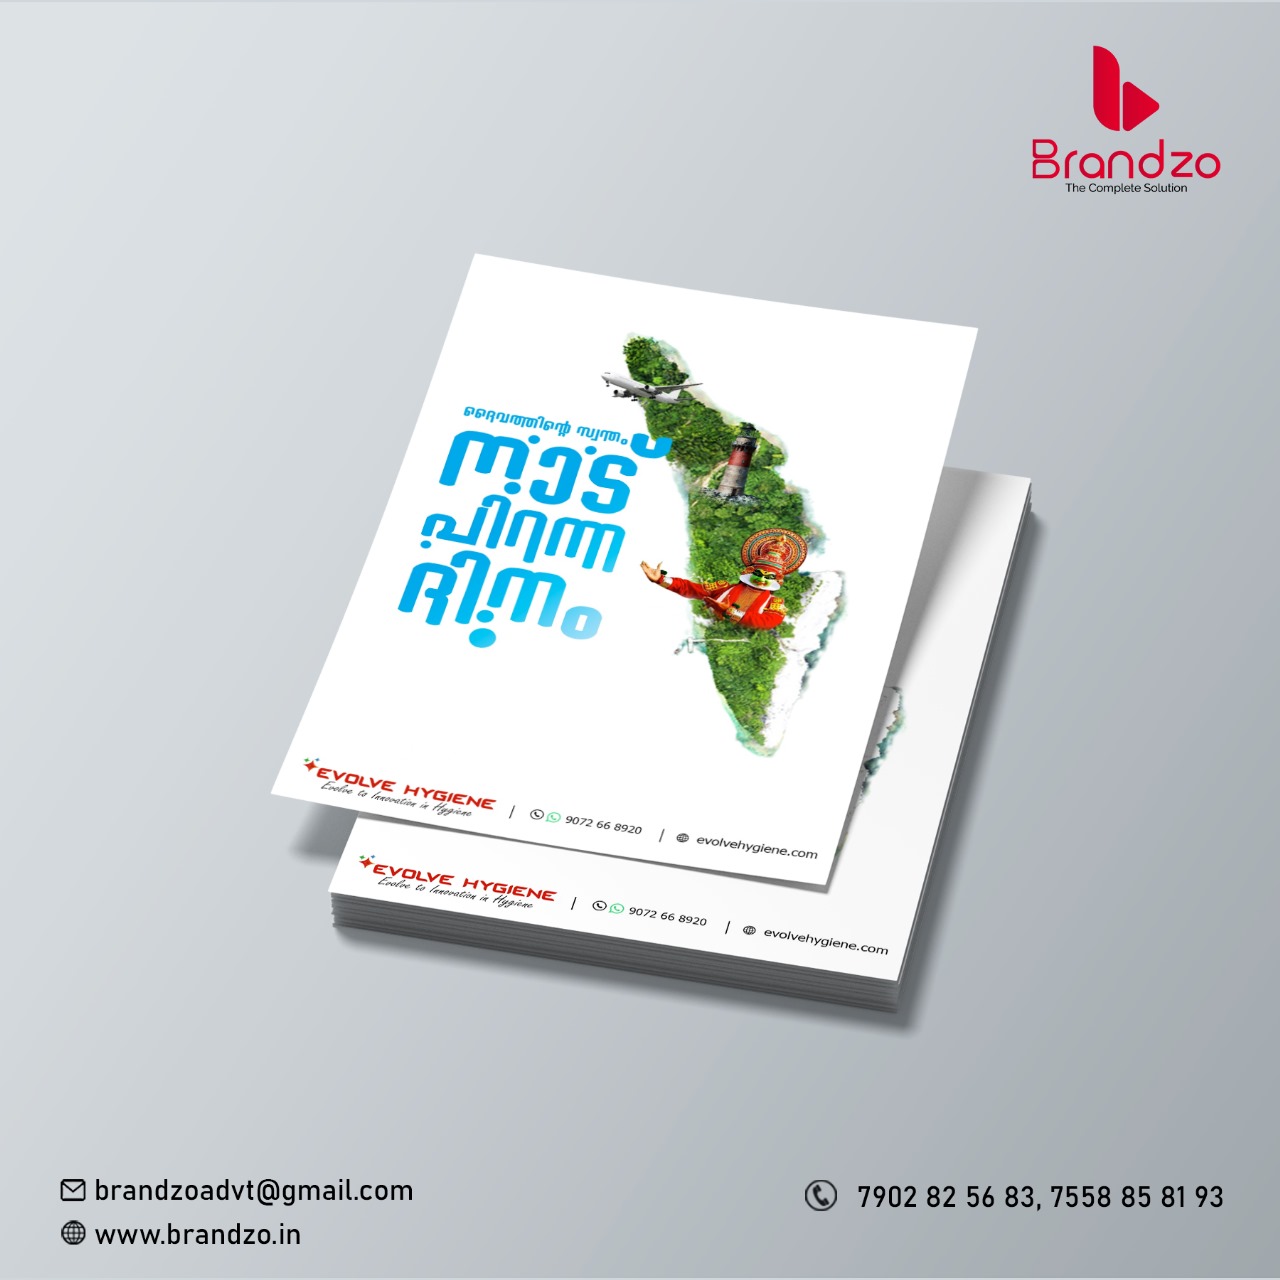 Brandzo
The Complete Solution
ദൈവത്തിന്റെ സ്വന്തം
നാട്
പിറന്ന
ദിനം
EVOLVE HYGIENE
Evolve to Innovation in Hygiene
| 9072 66 8920 | evolvehygiene.com
EVOLVE HYGIENE
Evolve to Innovation in Hygiene
| 9072 66 8920 | evolvehygiene.com
brandzoadvt@gmail.com
www.brandzo.in
7902 82 56 83, 7558 85 81 93